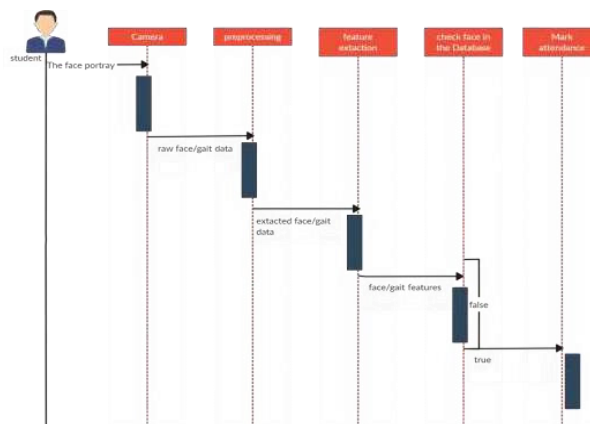 Camera
preprocessing
feature
extaction
check face in
the Database
Mark
attendance
student
The face portray
raw face/gait data
extacted face/gait
data
face/gait features
false
true